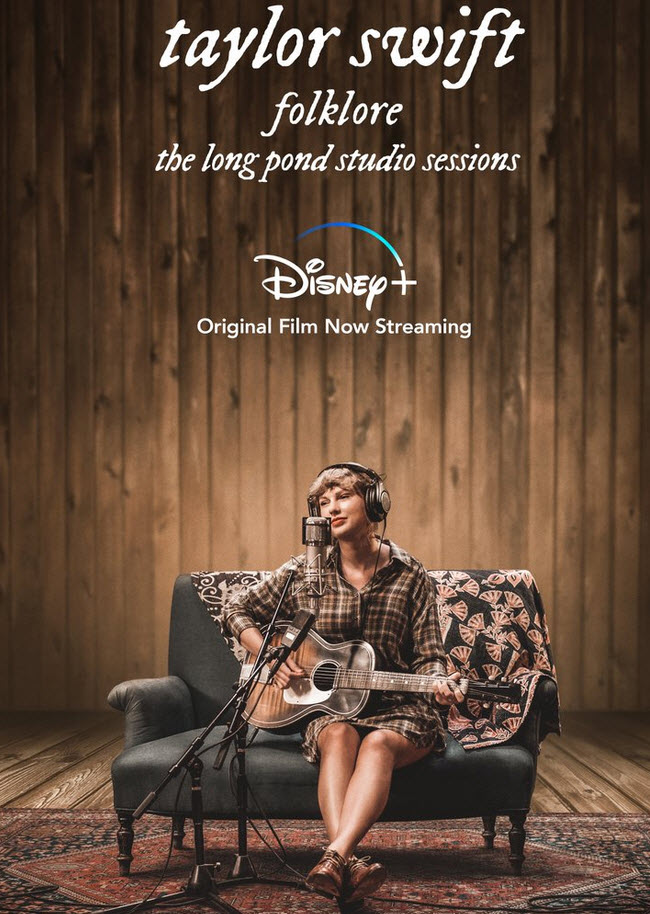 taylor swift
folklore
the long pond studio sessions
Disney+
Original Film Now Streaming